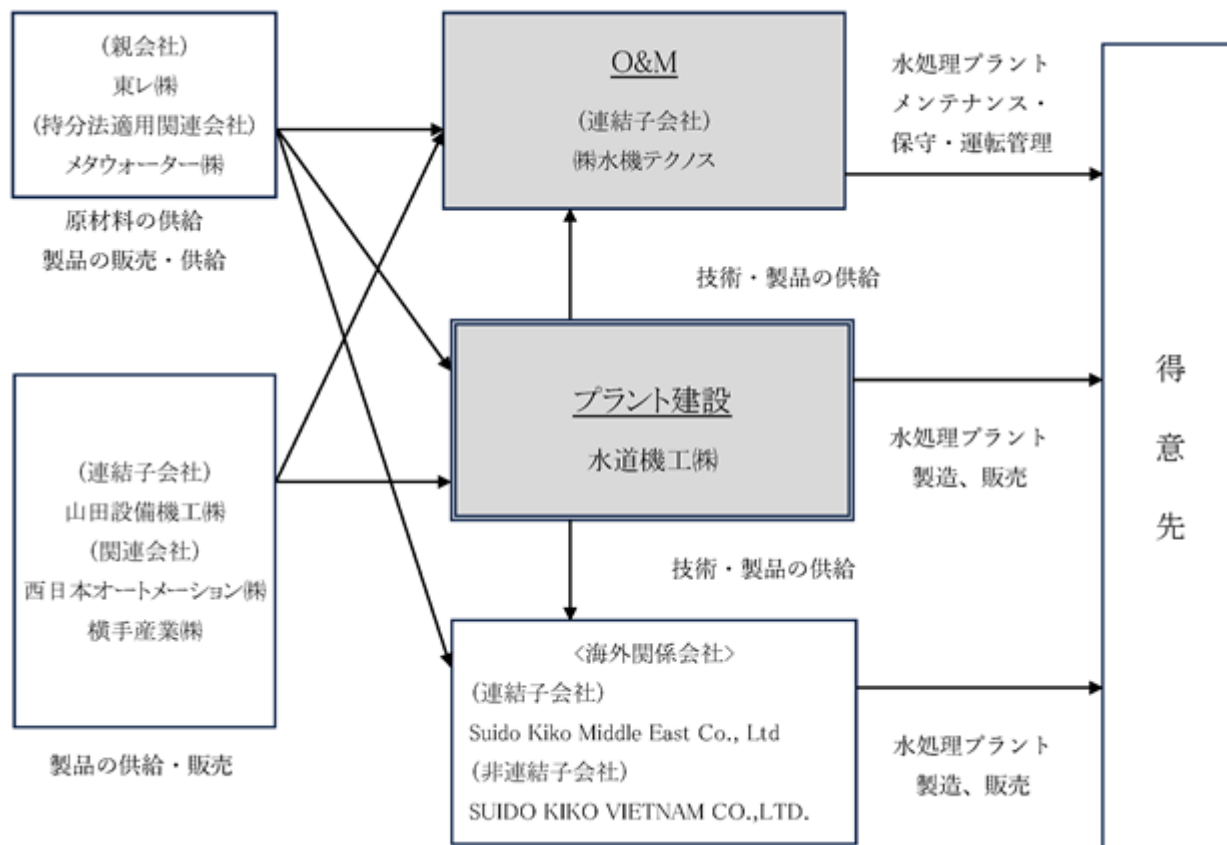 (親会社)
東レ㈱
(持分法適用関連会社)
メタウォーター㈱
原材料の供給
製品の販売・供給
(連結子会社)
山田設備機工㈱
(関連会社)
西日本オートメーション㈱
横手産業㈱
製品の供給・販売
O&M
(連結子会社)
㈱水機テクノス
技術・製品の供給
プラント建設
水道機工㈱
技術・製品の供給
<海外関係会社>
(連結子会社)
Suido Kiko Middle East Co., Ltd
(非連結子会社)
SUIDO KIKO VIETNAM CO.,LTD.
水処理プラント
メンテナンス・
保守・運転管理
水処理プラント
製造、販売
水処理プラント
製造、販売
得意先